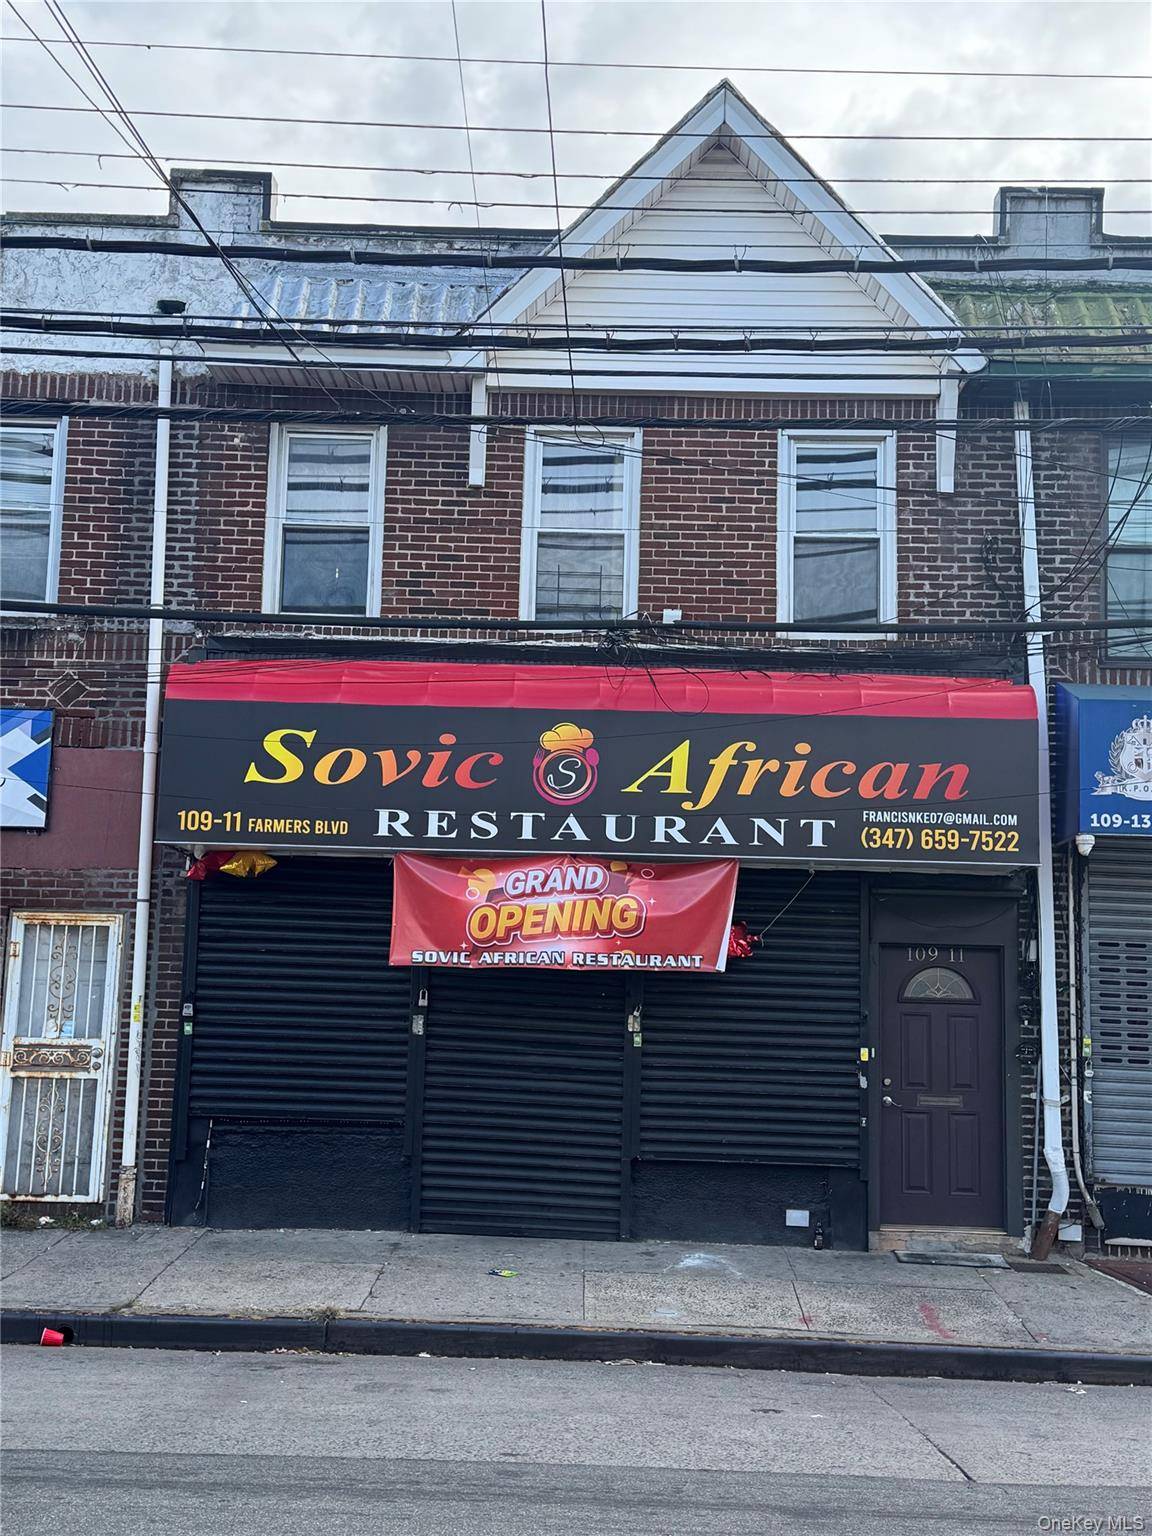 Sovic S African
109-11 FARMERS BLVD
RESTAURANT
FRANCISNKE07@GMAIL.COM
(347) 659-7522
K.P.O.
109-13
GRAND
OPENING
SOVIC AFRICAN RESTAURANT
109 11
OneKey MLS